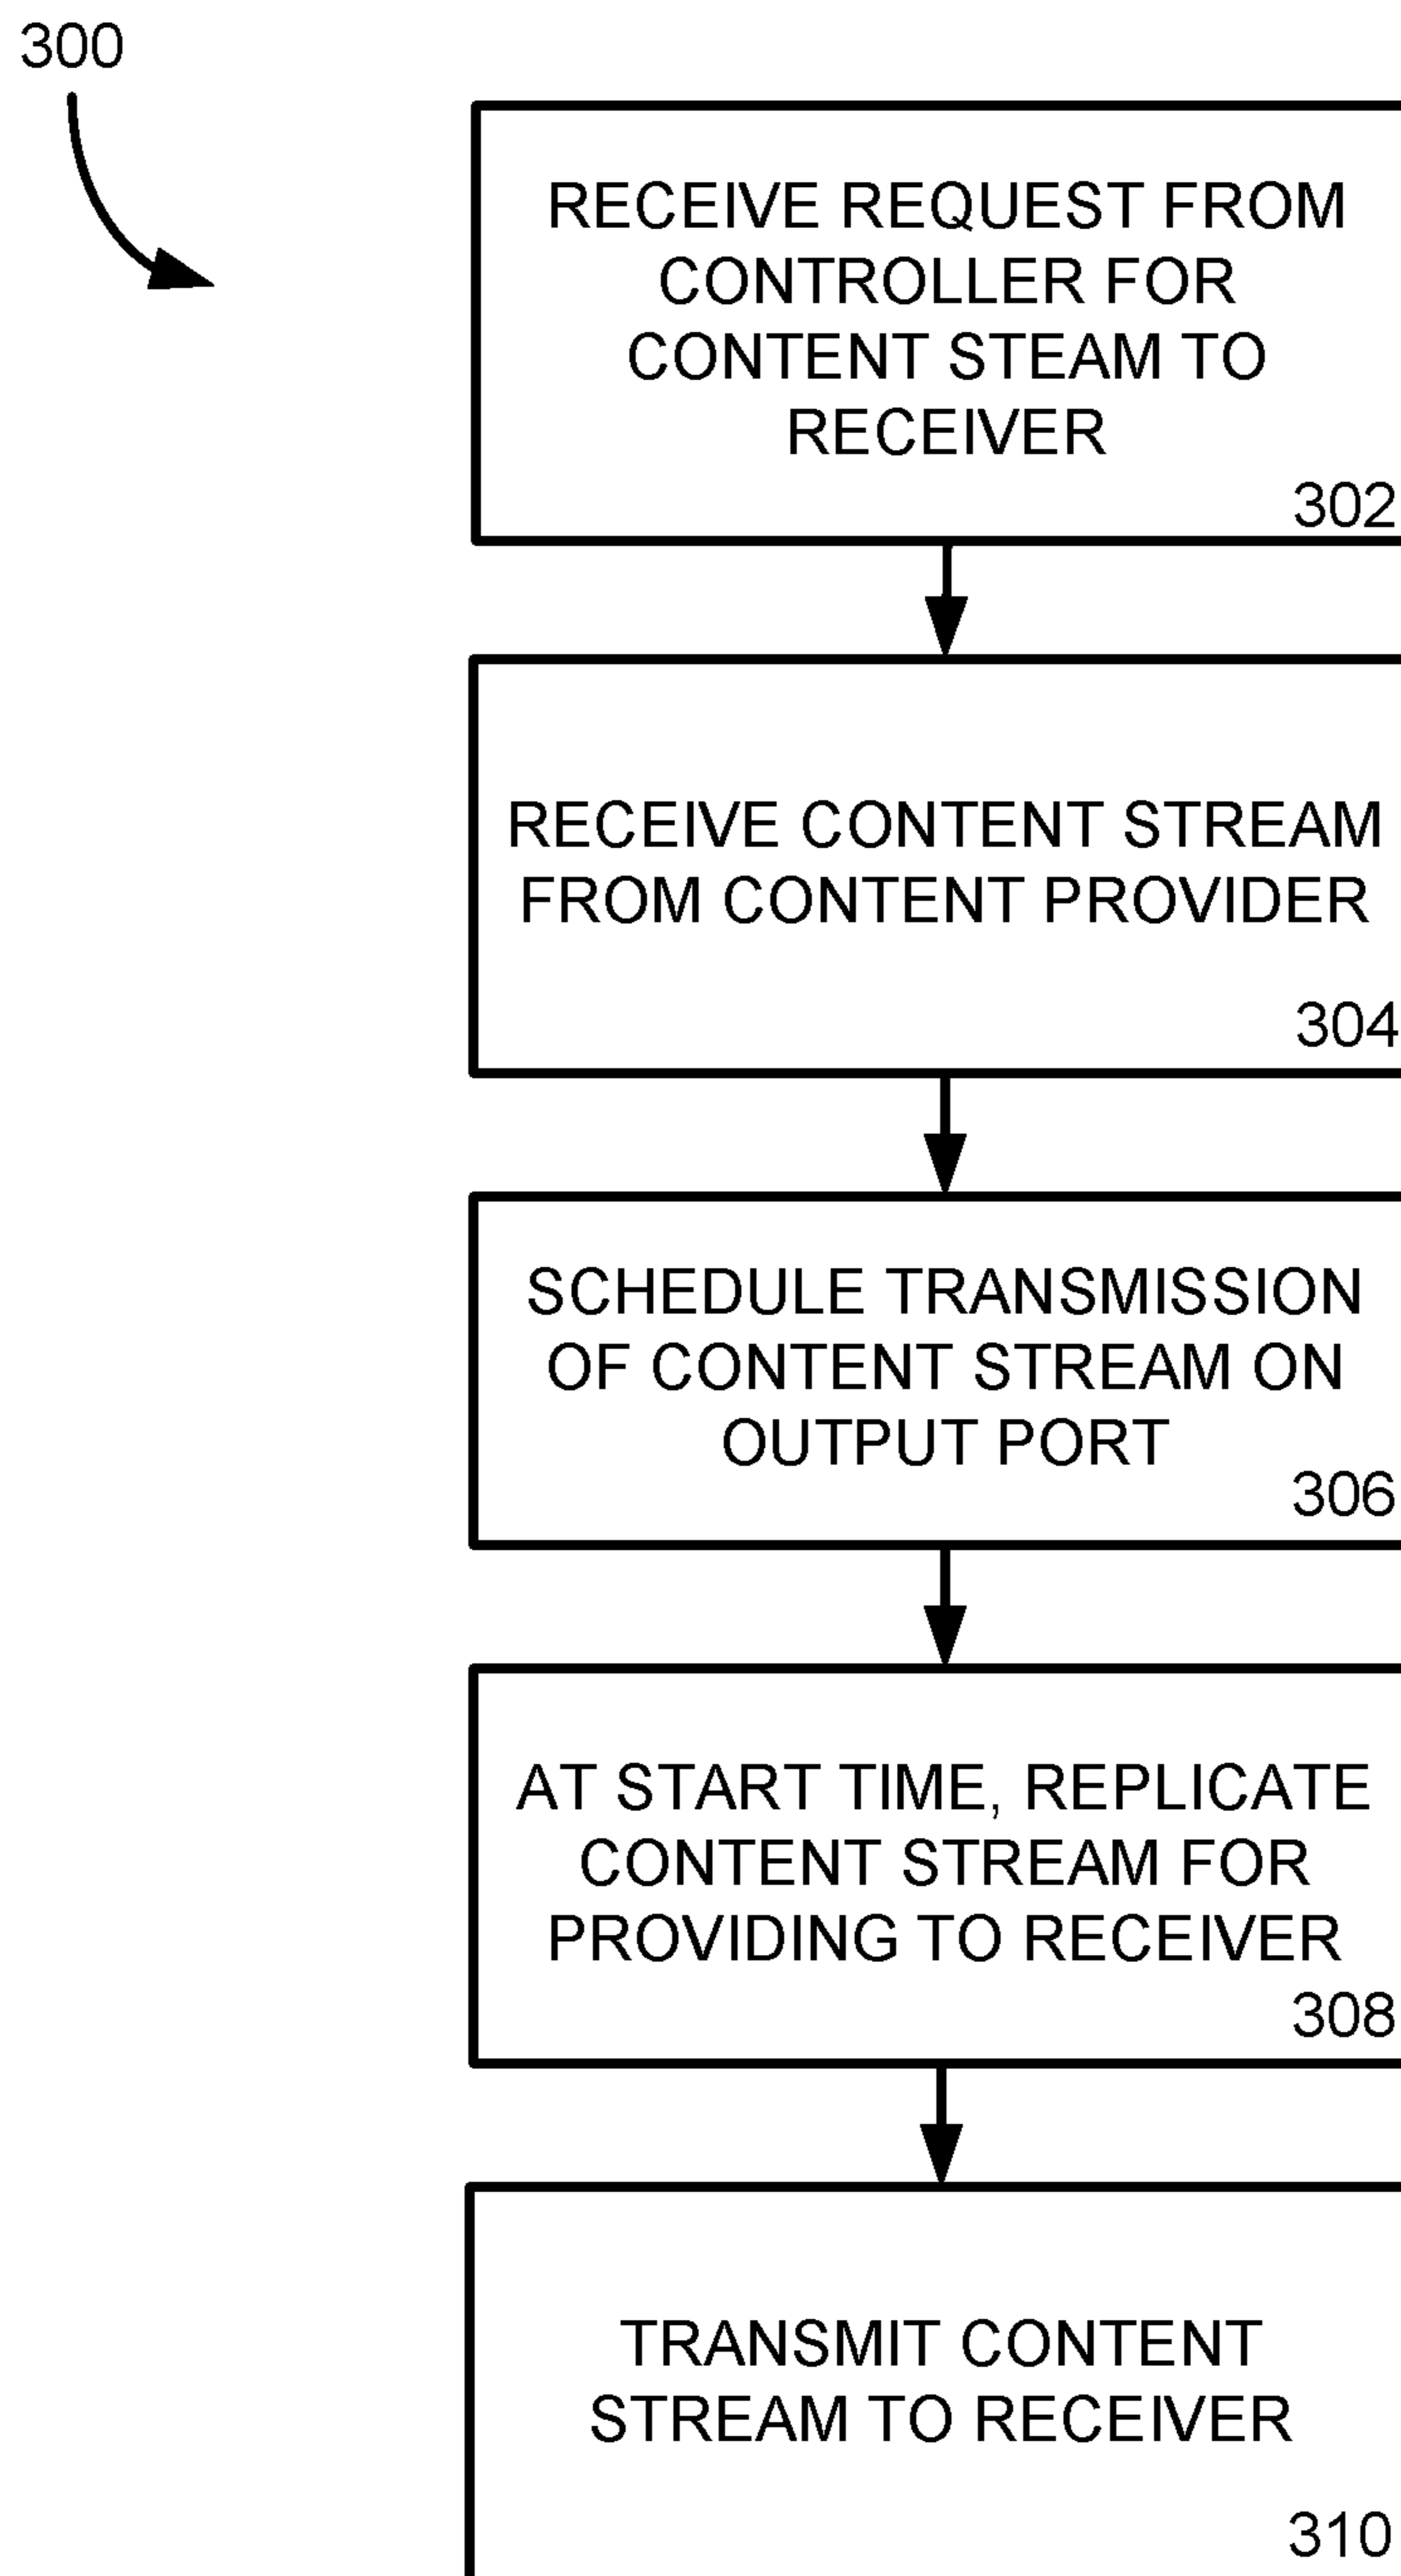 300
RECEIVE REQUEST FROM
CONTROLLER FOR
CONTENT STEAM TO
RECEIVER
302
RECEIVE CONTENT STREAM
FROM CONTENT PROVIDER
304
SCHEDULE TRANSMISSION
OF CONTENT STREAM ON
OUTPUT PORT
306
AT START TIME, REPLICATE
CONTENT STREAM FOR
PROVIDING TO RECEIVER
308
TRANSMIT CONTENT
STREAM TO RECEIVER
310